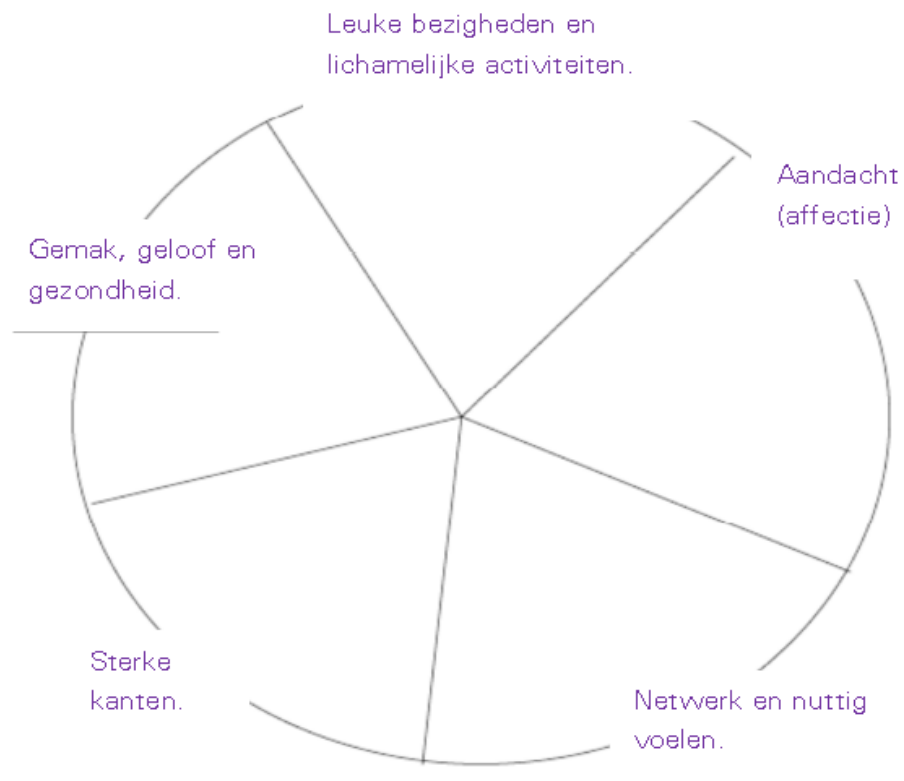 Leuke bezigheden en
lichamelijke activiteiten.
Aandacht
(affectie)
Gemak, geloof en
gezondheid.
Sterke
kanten.
Netwerk en nuttig
voelen.